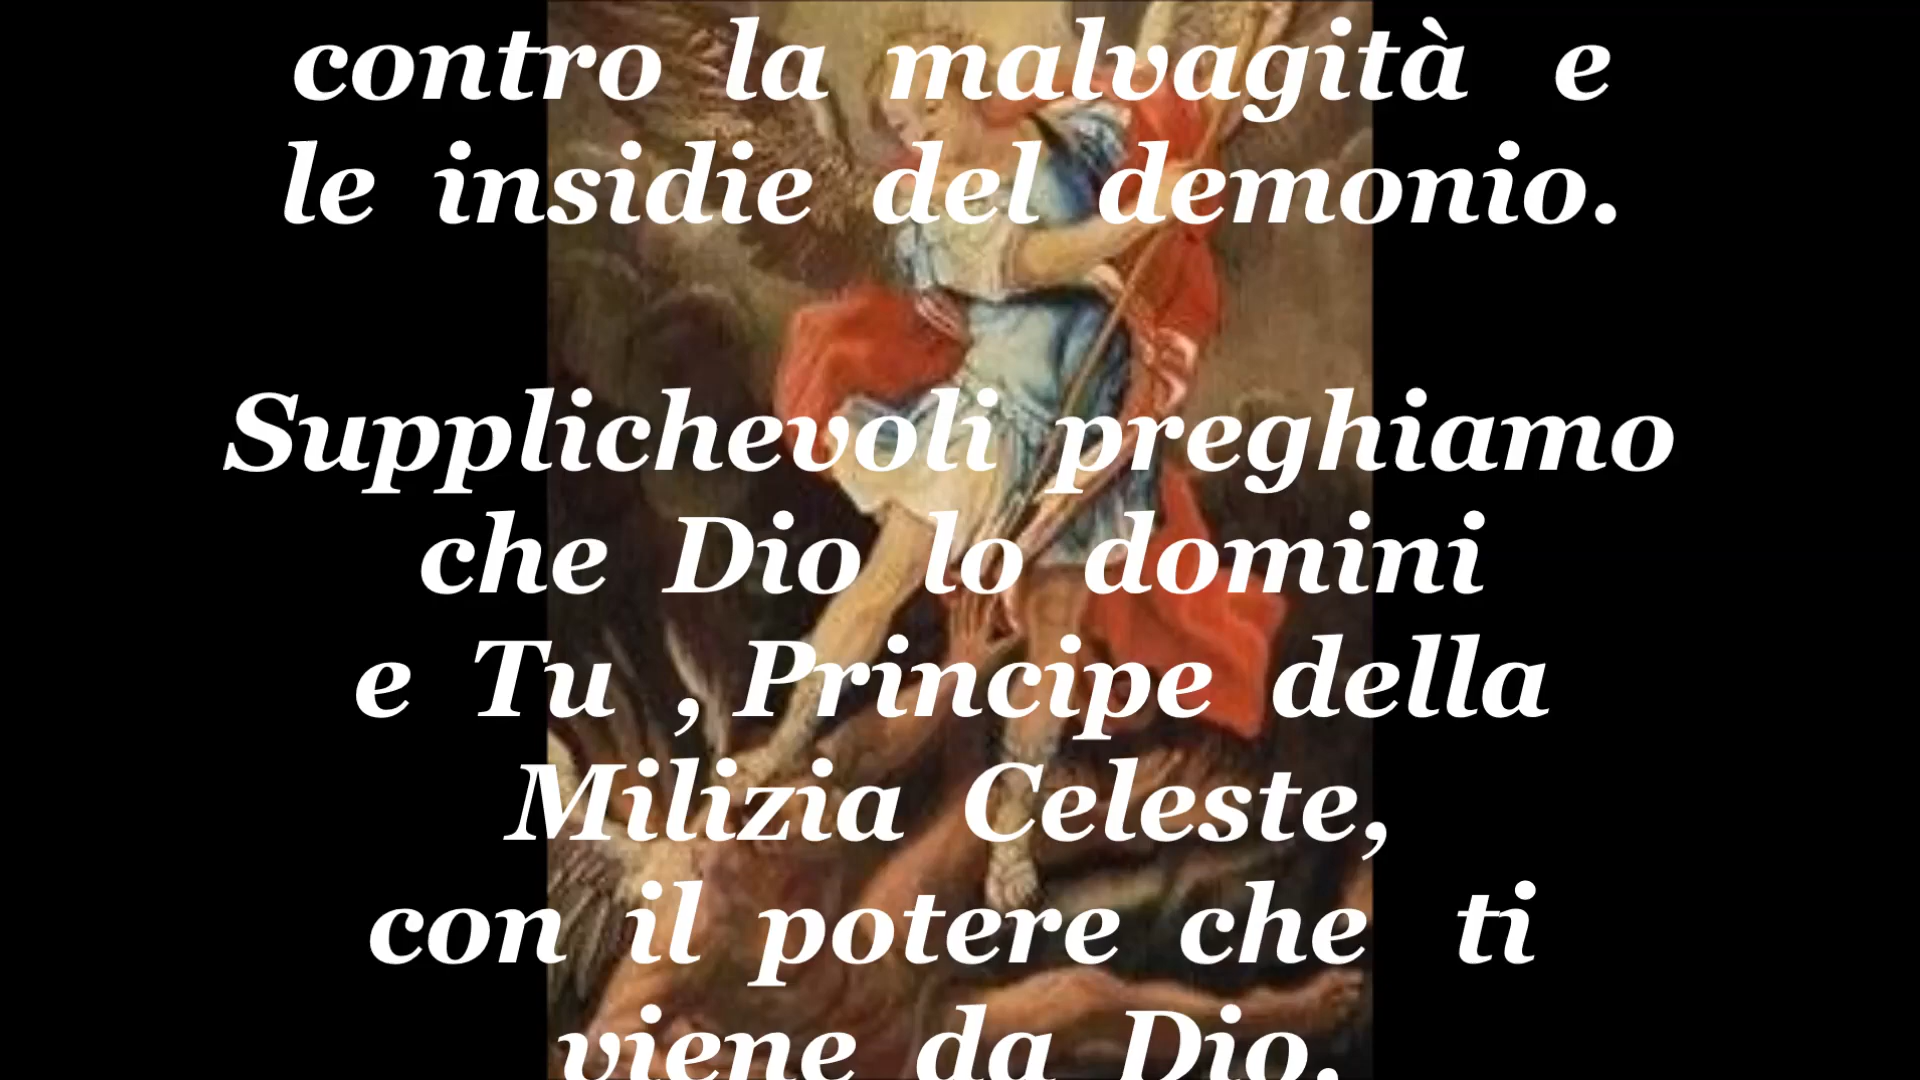 contro la malvagità e
le insidie del demonio.
Supplichevoli preghiamo
che Dio lo domini
e Tu , Principe della
Milizia Celeste,
con il potere che ti
viene da Dio,